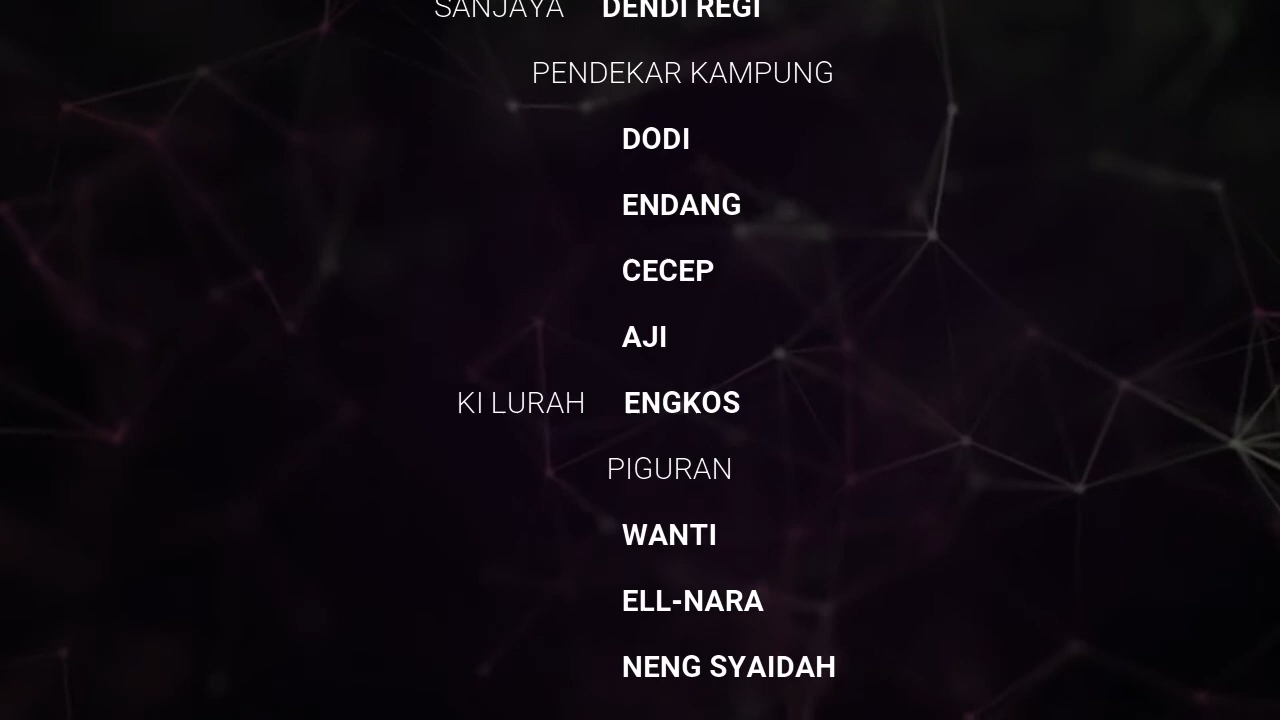 SANJAYA DENDI REGI
PENDEKAR KAMPUNG
DODI
ENDANG
CECEP
AJI
KI LURAH ENGKOS
PIGURAN
WANTI
ELL-NARA
NENG SYAIDAH